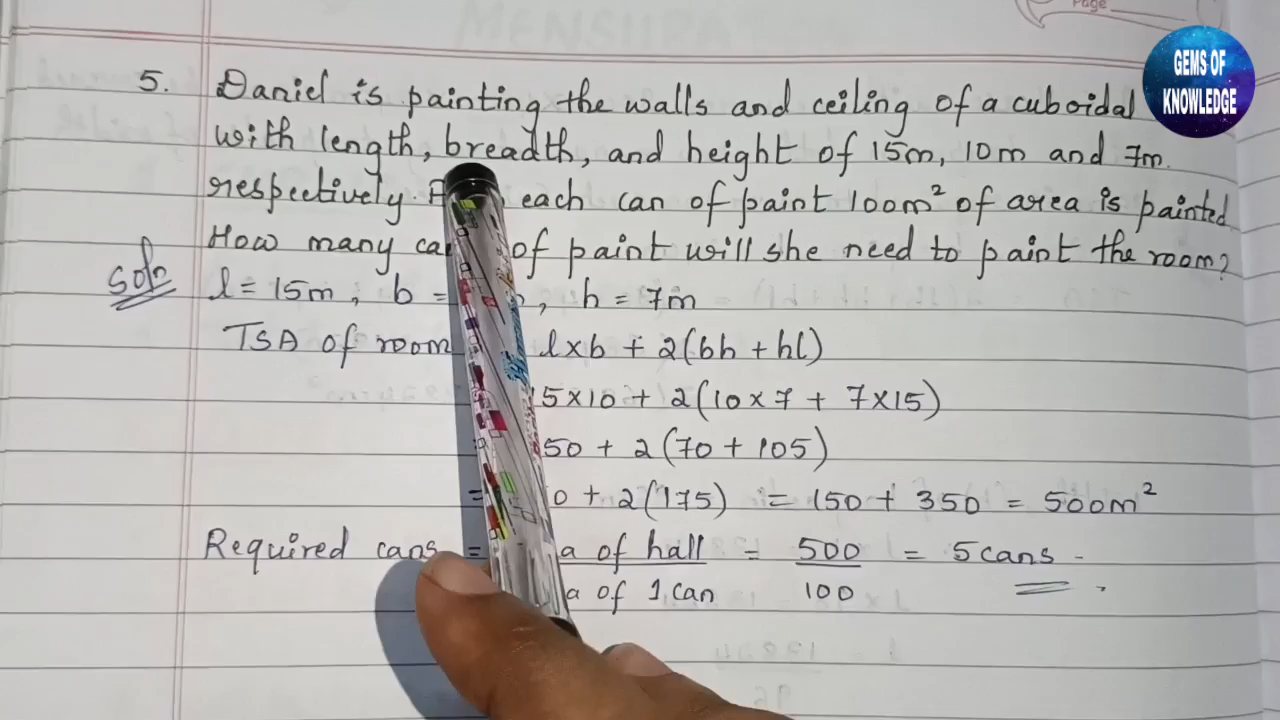 Page
GEMS OF
KNOWLEDGE
5. Daniel is painting the walls and ceiling of a cuboidal
with length, breadth, and height of 15m, 10m and 7m
respectively. each can of paint 100m² of area is painted.
How many of paint will she need to paint the room?
Soln
l = 15m, b = , h = 7m
TSA of room l×b + 2(bh + hl)
5×10 + 2(10×7 + 7×15)
50 + 2(70 + 105)
= 0 + 2(175) = 150 + 350 = 500m²
Required cans = a of hall = 500 = 5cans
a of 1 can 100